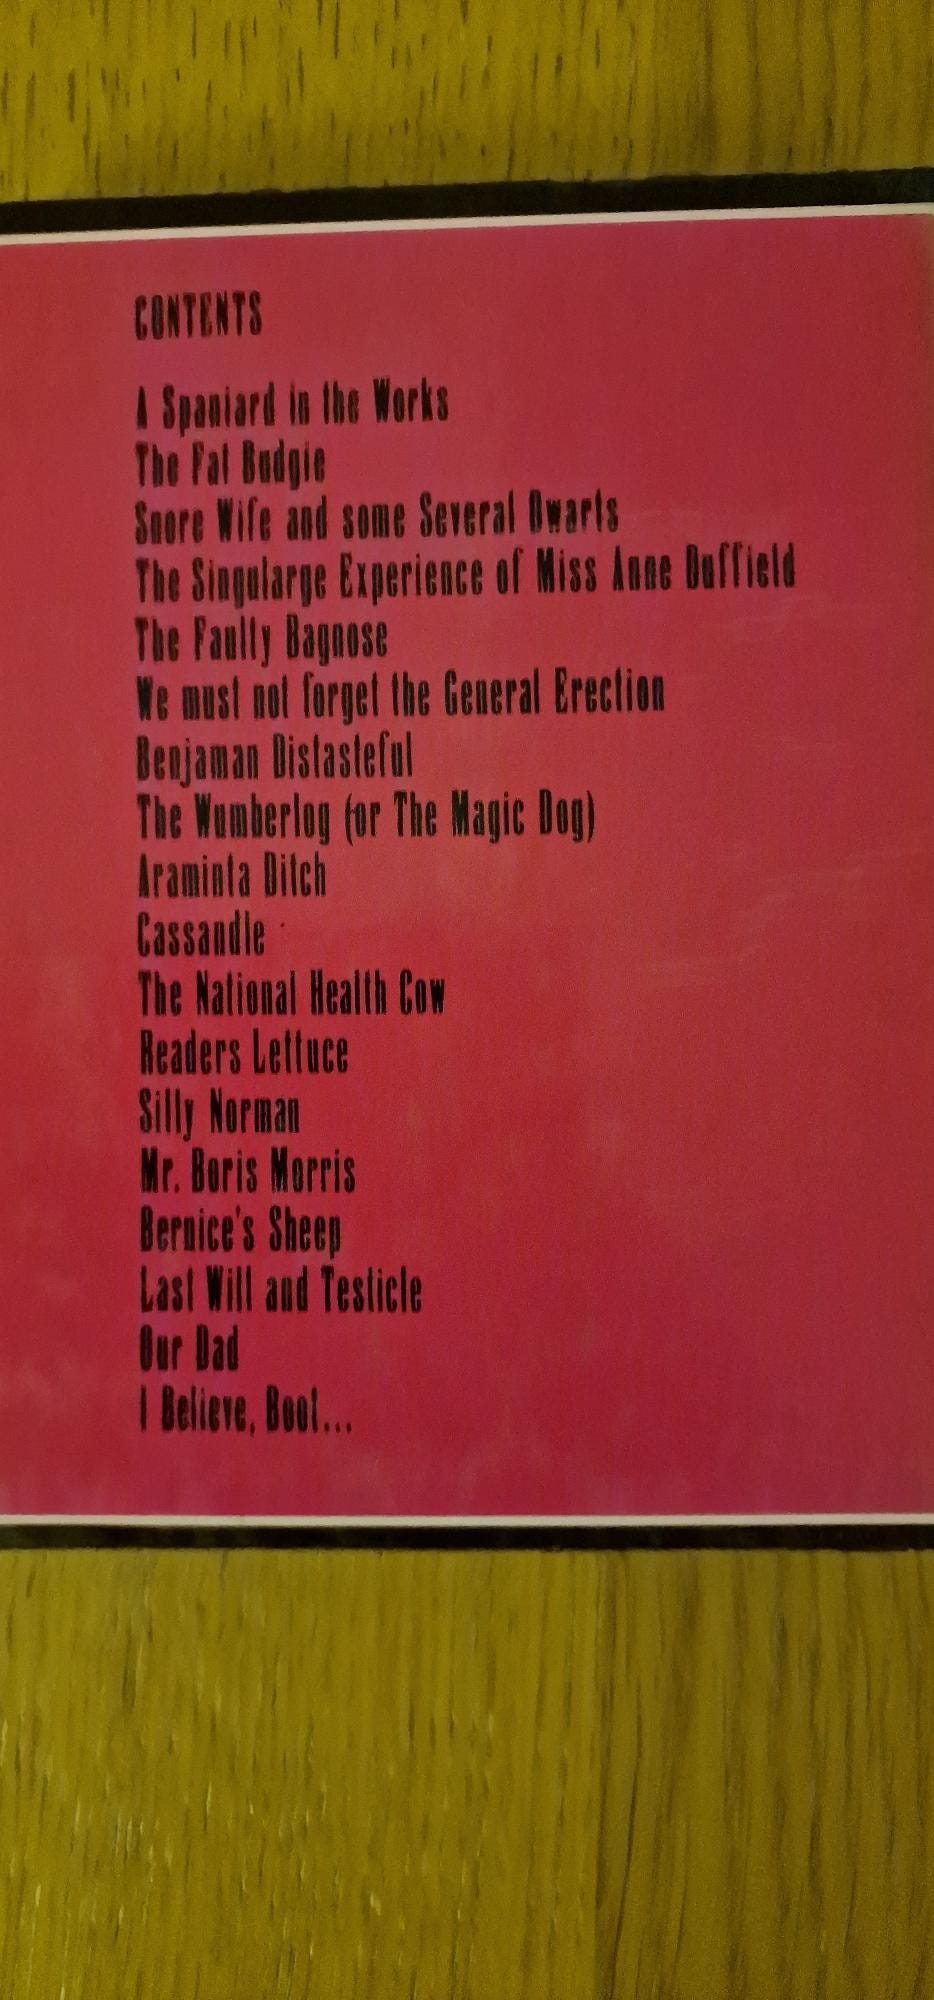 CONTENTS
A Spaniard in the Works
The Fat Budgie
Snore Wife and some Several Dwarts
The Singularge Experience of Miss Anne Duffield
The Faulty Bagnose
We must not forget the General Erection
Benjaman Distasteful
The Wumberlog (or The Magic Dog)
Araminta Ditch
Cassandle
The National Health Cow
Readers Lettuce
Silly Norman
Mr. Boris Morris
Bernice's Sheep
Last Will and Testicle
Our Dad
I Believe, Boot...